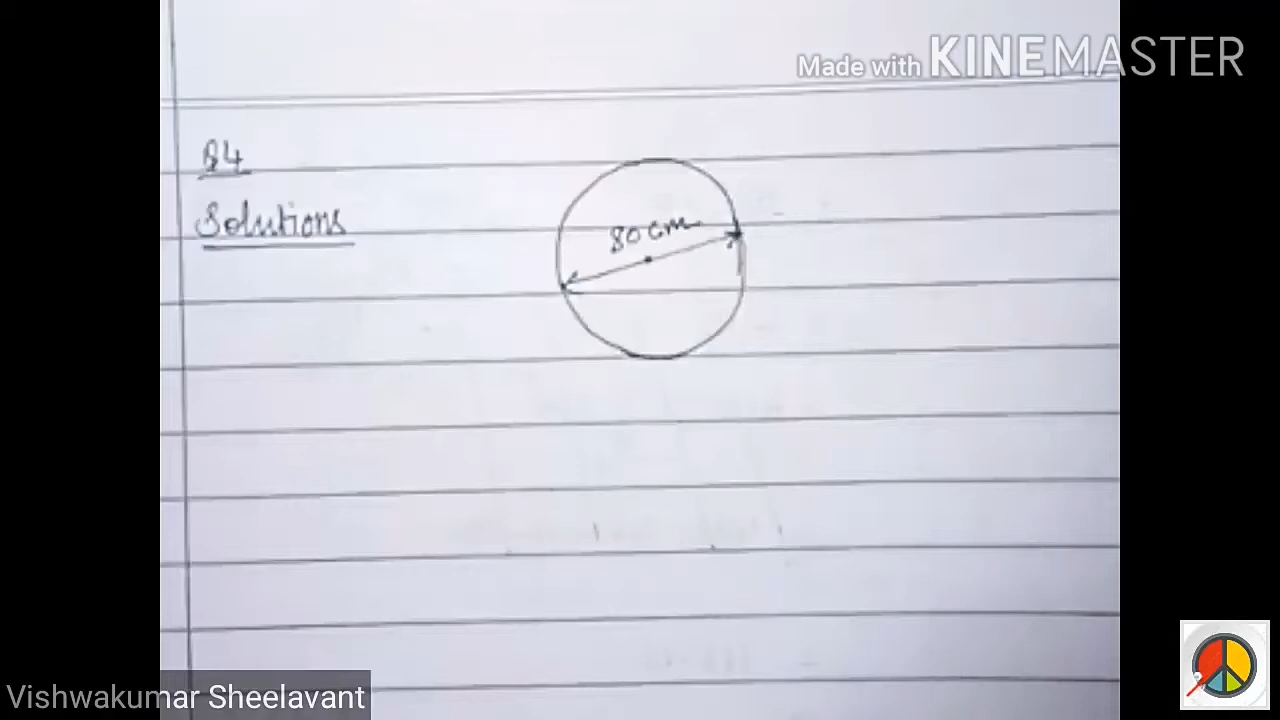 Made with KINEMASTER
Q4
Solutions
80 cm
Vishwakumar Sheelavant